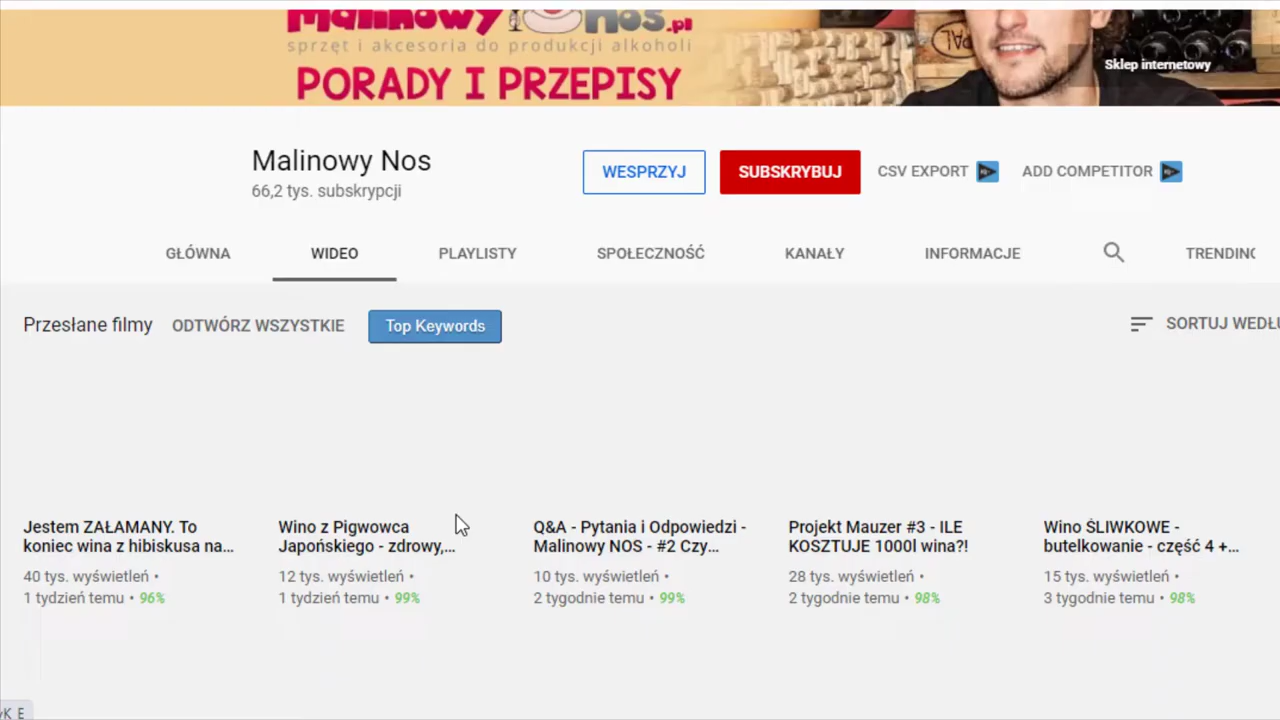 Malinowy Nos.pl
sprzęt i akcesoria do produkcji alkoholi
PORADY I PRZEPISY
Sklep internetowy
Malinowy Nos
66,2 tys. subskrypcji
WESPRZYJ
SUBSKRYBUJ
CSV EXPORT
ADD COMPETITOR
GŁÓWNA
WIDEO
PLAYLISTY
SPOŁECZNOŚĆ
KANAŁY
INFORMACJE
Przesłane filmy
ODTWÓRZ WSZYSTKIE
Top Keywords
SORTUJ
Jestem ZAŁAMANY. To
koniec wina z hibiskusa na...
40 tys. wyświetleń •
1 tydzień temu • 96%
Wino z Pigwowca
Japońskiego - zdrowy,...
12 tys. wyświetleń •
1 tydzień temu • 99%
Q&A - Pytania i Odpowiedzi -
Malinowy NOS - #2 Czy...
10 tys. wyświetleń •
2 tygodnie temu • 99%
Projekt Mauzer #3 - ILE
KOSZTUJE 1000l wina?!
28 tys. wyświetleń •
2 tygodnie temu • 98%
Wino ŚLIWKOWE -
butelkowanie - część 4 +...
15 tys. wyświetleń •
3 tygodnie temu • 98%